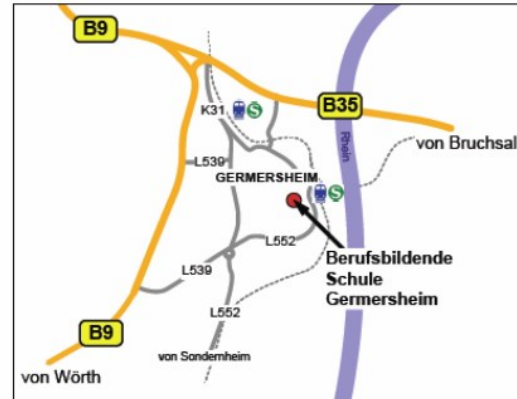 B9
B35
K31
S
Rhein
von Bruchsal
L539
GERMERSHEIM
S
L552
Berufsbildende
Schule
Germersheim
L539
L552
B9
von Sondernheim
von Wörth